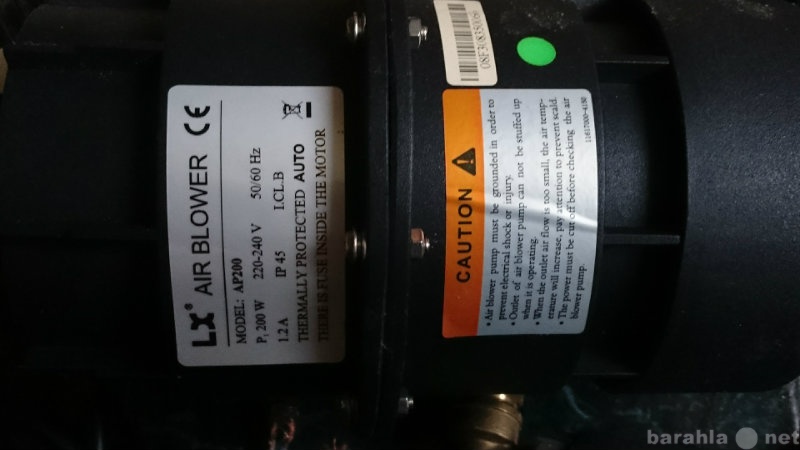 LX® AIR BLOWER CE
MODEL: AP200
P₁ 200 W 220-240 V 50/60 Hz
1.2 A IP 45 I.CL.B
THERMALLY PROTECTED AUTO
THERE IS FUSE INSIDE THE MOTOR
08F30835006
CAUTION
• Air blower pump must be grounded in order to
prevent electrical shock or injury.
• Outlet of air blower pump can not be stuffed up
when it is operating.
• When the outlet air flow is too small, the air temp-
erature will increase, pay attention to prevent scald.
• The power must be cut off before checking the air
blower pump.
11617000-4150
barahla net